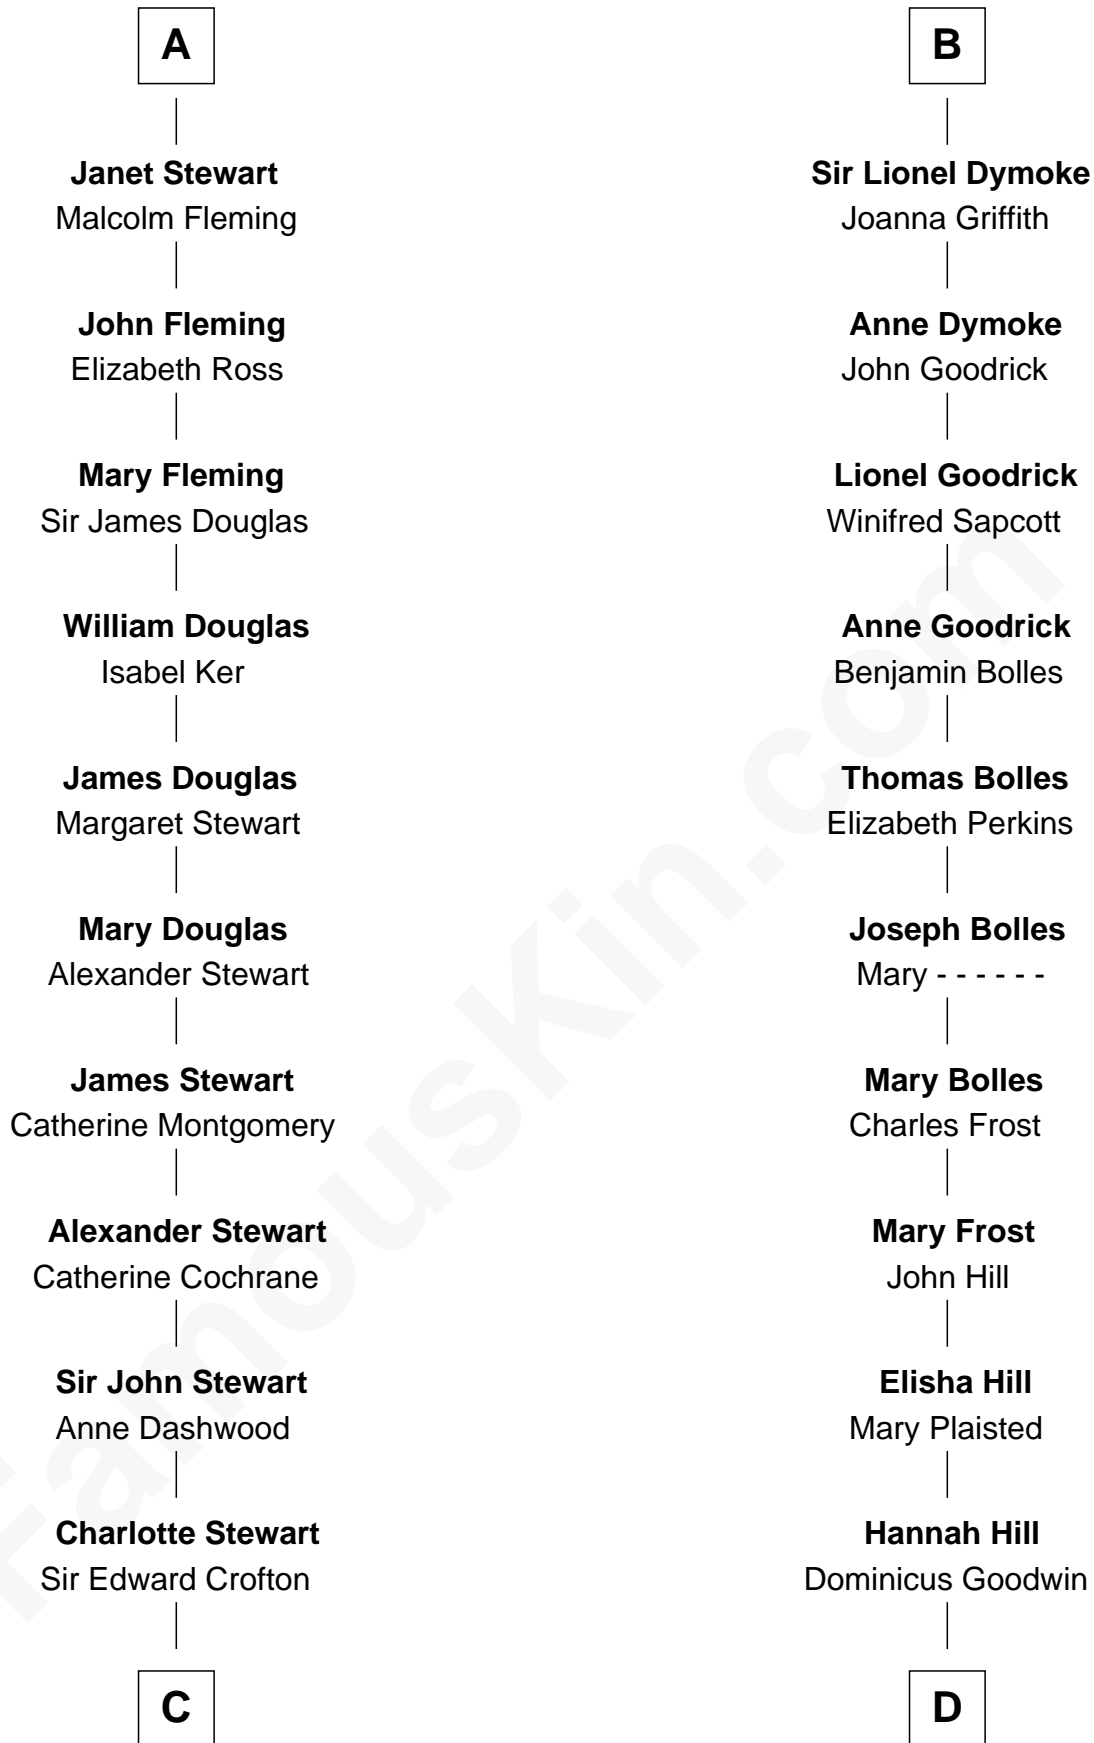 A
Janet Stewart
Malcolm Fleming
John Fleming
Elizabeth Ross
Mary Fleming
Sir James Douglas
William Douglas
Isabel Ker
James Douglas
Margaret Stewart
Mary Douglas
Alexander Stewart
James Stewart
Catherine Montgomery
Alexander Stewart
Catherine Cochrane
Sir John Stewart
Anne Dashwood
Charlotte Stewart
Sir Edward Crofton
C
B
Sir Lionel Dymoke
Joanna Griffith
Anne Dymoke
John Goodrick
Lionel Goodrick
Winifred Sapcott
Anne Goodrick
Benjamin Bolles
Thomas Bolles
Elizabeth Perkins
Joseph Bolles
Mary - - - - - -
Mary Bolles
Charles Frost
Mary Frost
John Hill
Elisha Hill
Mary Plaisted
Hannah Hill
Dominicus Goodwin
D
FamousKin.com